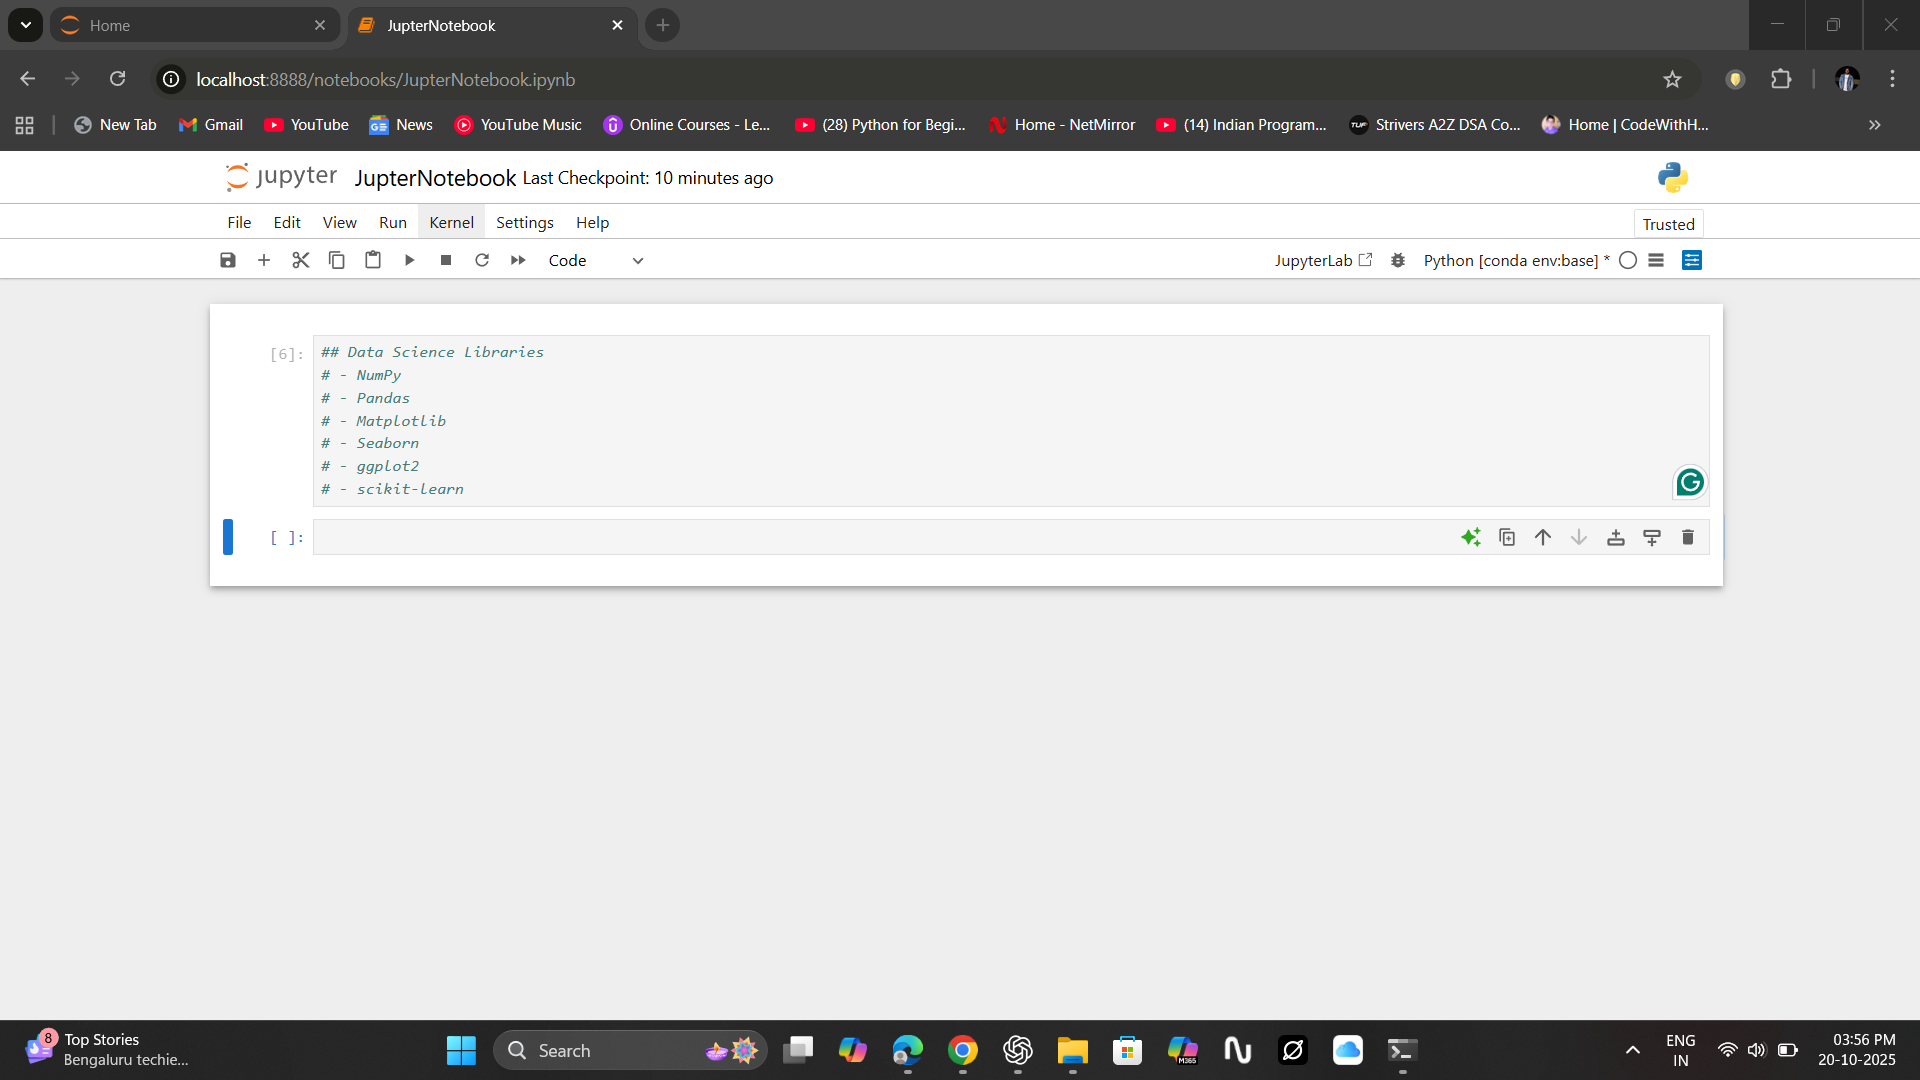 Home
JupterNotebook
localhost:8888/notebooks/JupterNotebook.ipynb
New Tab
Gmail
YouTube
News
YouTube Music
Online Courses - Le...
(28) Python for Begi...
Home - NetMirror
(14) Indian Program...
TUF
Strivers A2Z DSA Co...
Home | CodeWithH...
jupyter
JupterNotebook Last Checkpoint: 10 minutes ago
File Edit View Run Kernel Settings Help
Trusted
Code
JupyterLab
Python [conda env:base] *
[6]:
## Data Science Libraries
# - NumPy
# - Pandas
# - Matplotlib
# - Seaborn
# - ggplot2
# - scikit-learn
[ ]:
8
Top Stories
Bengaluru techie...
Search
M365
ENG
IN
03:56 PM
20-10-2025